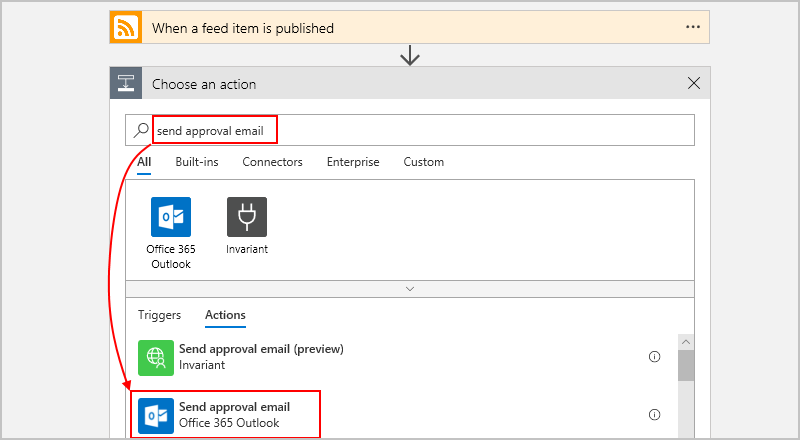 When a feed item is published
Choose an action
send approval email
All Built-ins Connectors Enterprise Custom
Office 365 Outlook
Invariant
Triggers Actions
Send approval email (preview)
Invariant
Send approval email
Office 365 Outlook